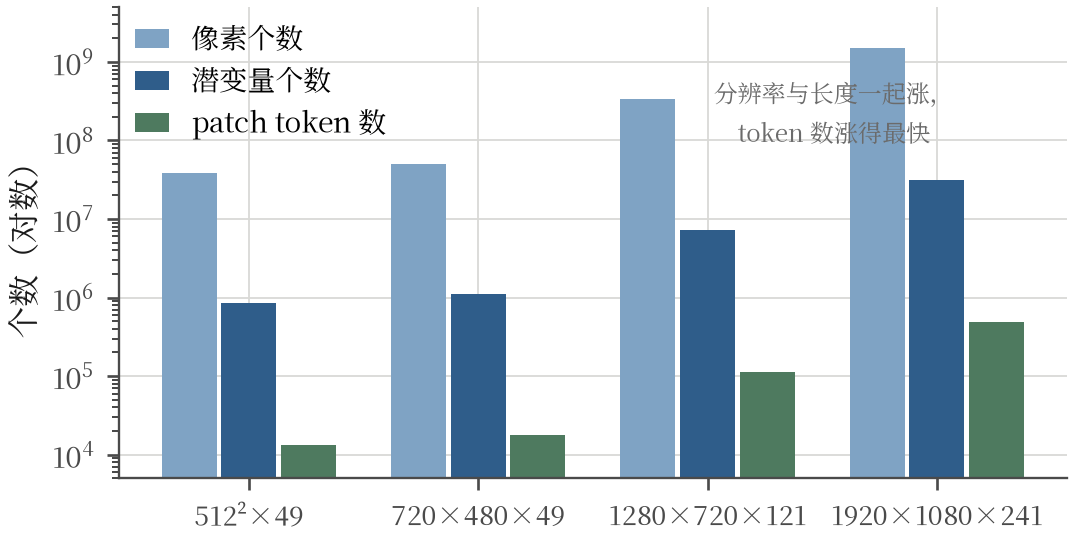 像素个数
潜变量个数
patch token 数
分辨率与长度一起涨,
token 数涨得最快
个数（对数）
10⁹
10⁸
10⁷
10⁶
10⁵
10⁴
512²×49
720×480×49
1280×720×121
1920×1080×241